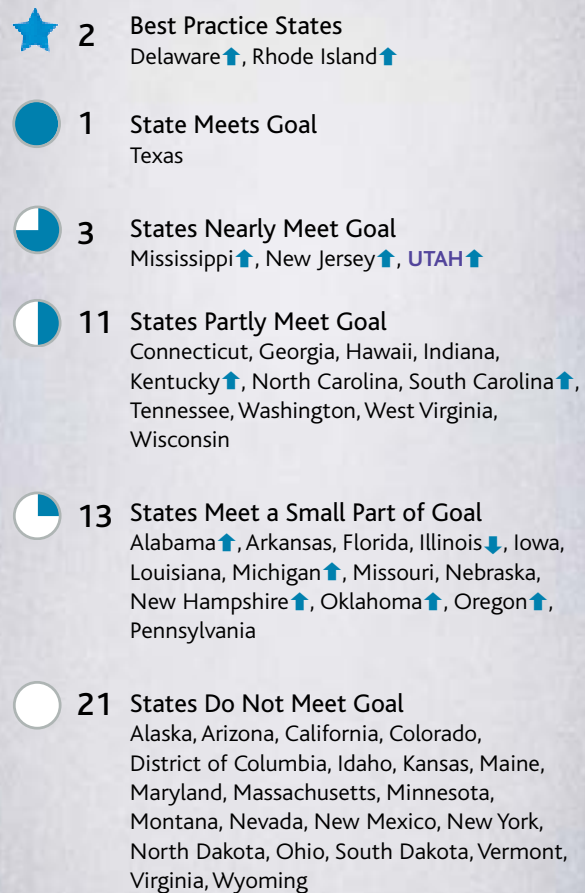 2 Best Practice States
Delaware⬆, Rhode Island⬆
1 State Meets Goal
Texas
3 States Nearly Meet Goal
Mississippi⬆, New Jersey⬆, UTAH⬆
11 States Partly Meet Goal
Connecticut, Georgia, Hawaii, Indiana,
Kentucky⬆, North Carolina, South Carolina⬆,
Tennessee, Washington, West Virginia,
Wisconsin
13 States Meet a Small Part of Goal
Alabama⬆, Arkansas, Florida, Illinois⬇, Iowa,
Louisiana, Michigan⬆, Missouri, Nebraska,
New Hampshire⬆, Oklahoma⬆, Oregon⬆,
Pennsylvania
21 States Do Not Meet Goal
Alaska, Arizona, California, Colorado,
District of Columbia, Idaho, Kansas, Maine,
Maryland, Massachusetts, Minnesota,
Montana, Nevada, New Mexico, New York,
North Dakota, Ohio, South Dakota, Vermont,
Virginia, Wyoming